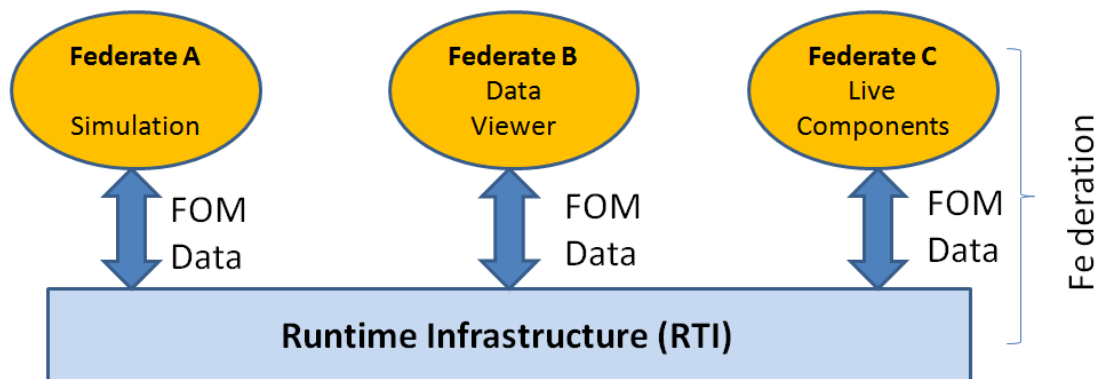 Federate A
Simulation
Federate B
Data
Viewer
Federate C
Live
Components
FOM
Data
FOM
Data
FOM
Data
Fe deration
Runtime Infrastructure (RTI)